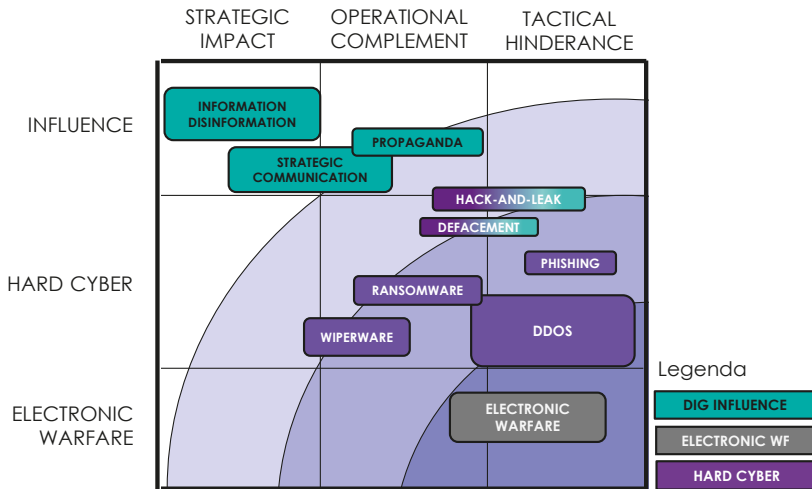 STRATEGIC
IMPACT
OPERATIONAL
COMPLEMENT
TACTICAL
HINDERANCE
INFLUENCE
INFORMATION
DISINFORMATION
PROPAGANDA
STRATEGIC
COMMUNICATION
HACK-AND-LEAK
DEFACEMENT
HARD CYBER
PHISHING
RANSOMWARE
WIPERWARE
DDOS
ELECTRONIC
WARFARE
ELECTRONIC
WARFARE
Legenda
DIG INFLUENCE
ELECTRONIC WF
HARD CYBER